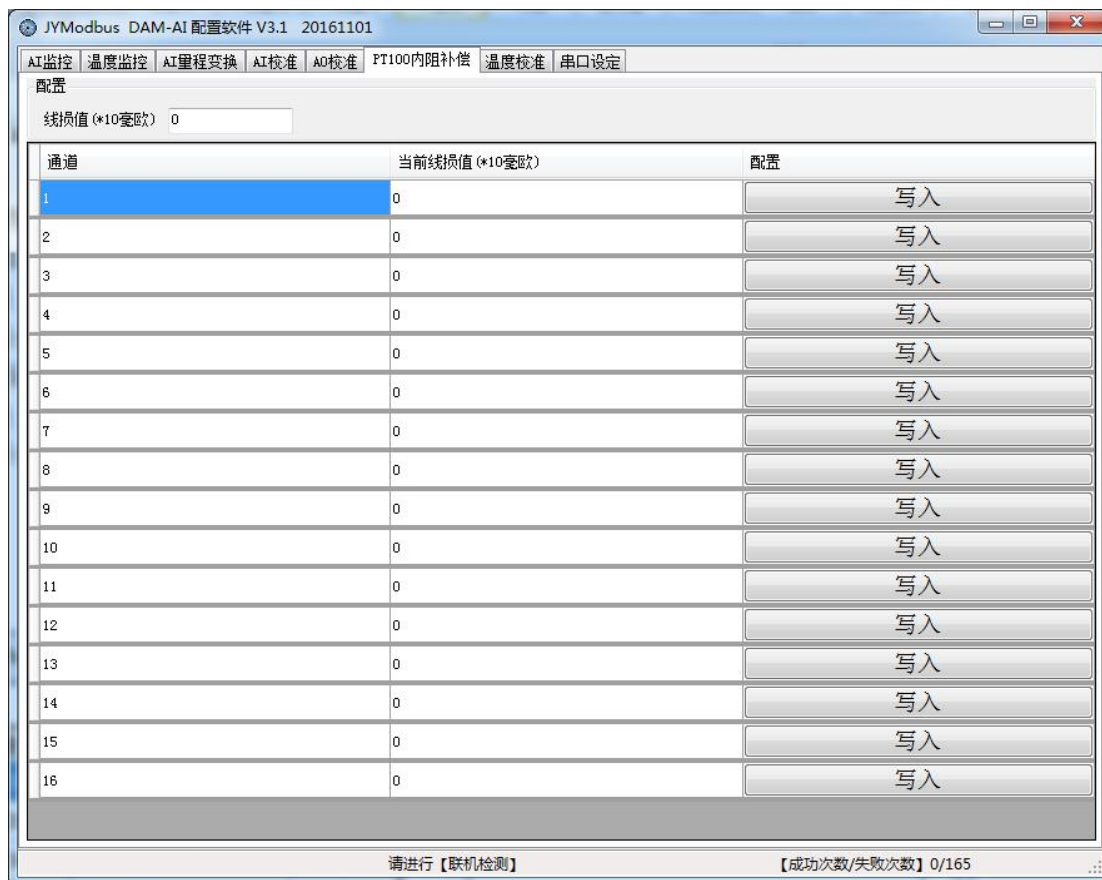 JYModbus DAM-AI 配置软件 V3.1 20161101
AI监控 温度监控 AI量程变换 AI校准 AO校准 PT100内阻补偿 温度校准 串口设定
配置
线损值(*10毫欧) 0
通道 当前线损值(*10毫欧) 配置
1 0 写入
2 0 写入
3 0 写入
4 0 写入
5 0 写入
6 0 写入
7 0 写入
8 0 写入
9 0 写入
10 0 写入
11 0 写入
12 0 写入
13 0 写入
14 0 写入
15 0 写入
16 0 写入
请进行【联机检测】 【成功次数/失败次数】0/165